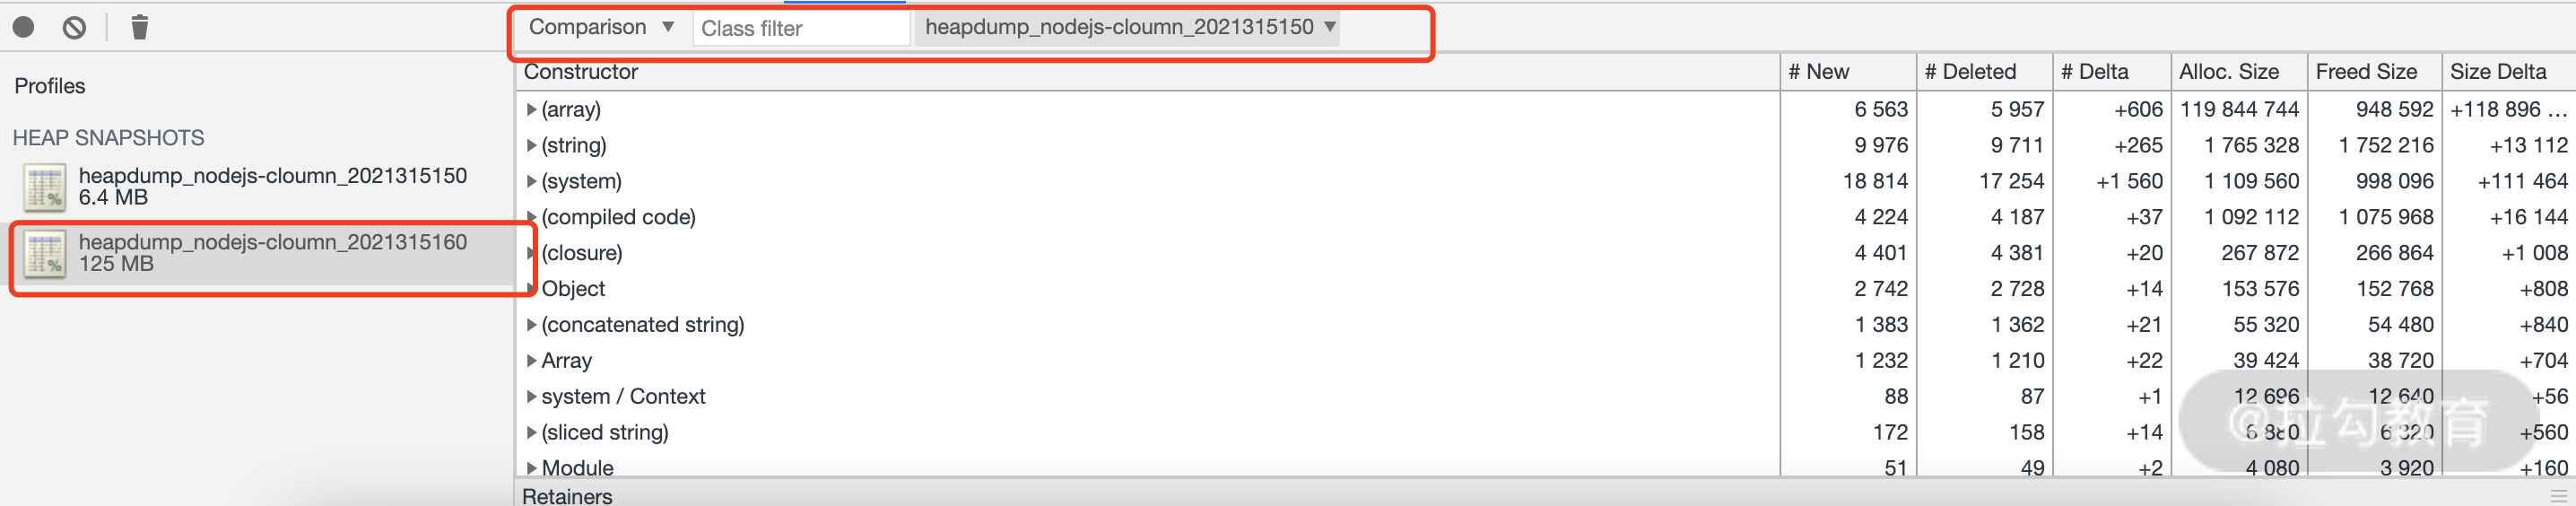 Comparison ▼ Class filter heapdump_nodejs-cloumn_2021315150 ▼
Profiles
HEAP SNAPSHOTS
heapdump_nodejs-cloumn_2021315150
6.4 MB
heapdump_nodejs-cloumn_2021315160
125 MB
Constructor # New # Deleted # Delta Alloc. Size Freed Size Size Delta
(array) 6 563 5 957 +606 119 844 744 948 592 +118 896 ...
(string) 9 976 9 711 +265 1 765 328 1 752 216 +13 112
(system) 18 814 17 254 +1 560 1 109 560 998 096 +111 464
(compiled code) 4 224 4 187 +37 1 092 112 1 075 968 +16 144
(closure) 4 401 4 381 +20 267 872 266 864 +1 008
Object 2 742 2 728 +14 153 576 152 768 +808
(concatenated string) 1 383 1 362 +21 55 320 54 480 +840
Array 1 232 1 210 +22 39 424 38 720 +704
system / Context 88 87 +1 12 696 12 640 +56
(sliced string) 172 158 +14 6 880 6 320 +560
Module 51 49 +2 4 080 3 920 +160
Retainers
@拉勾教育